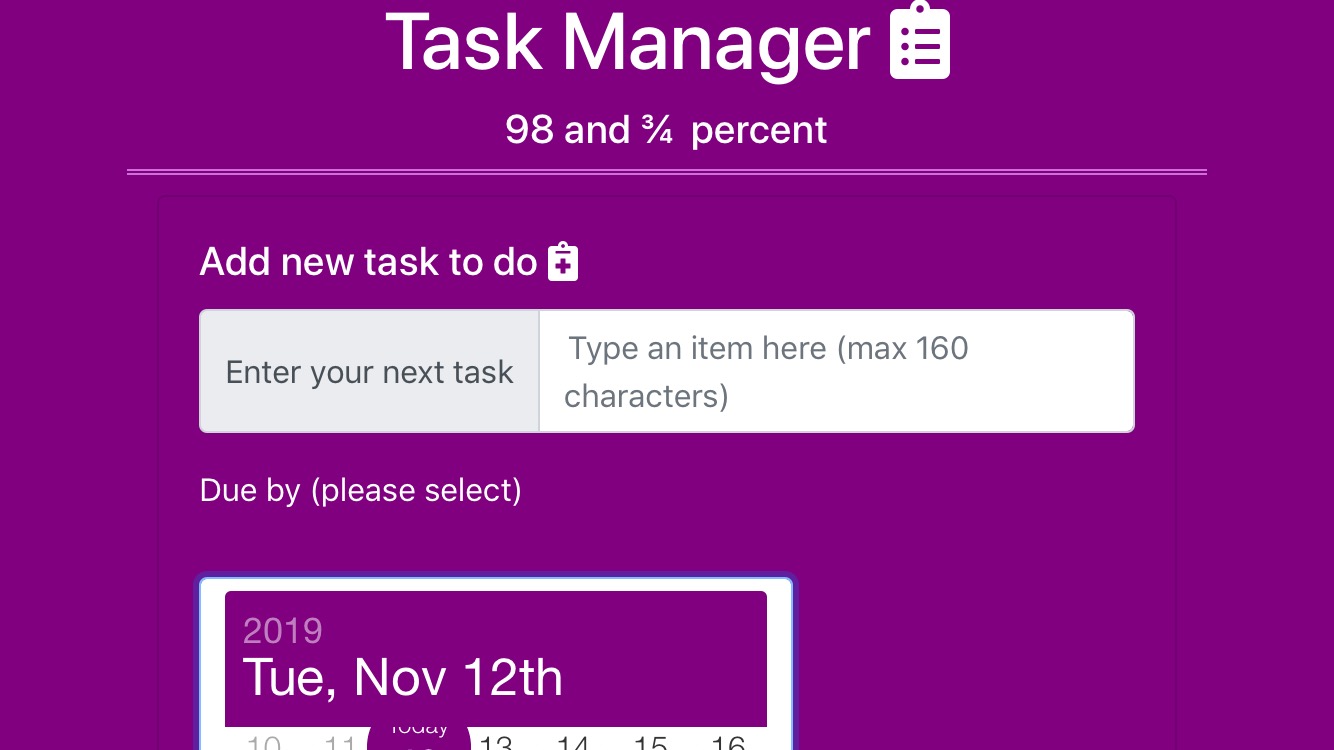 Task Manager
98 and ¾ percent
Add new task to do
Enter your next task
Type an item here (max 160
characters)
Due by (please select)
2019
Tue, Nov 12th
Today
10 11 13 14 15 16